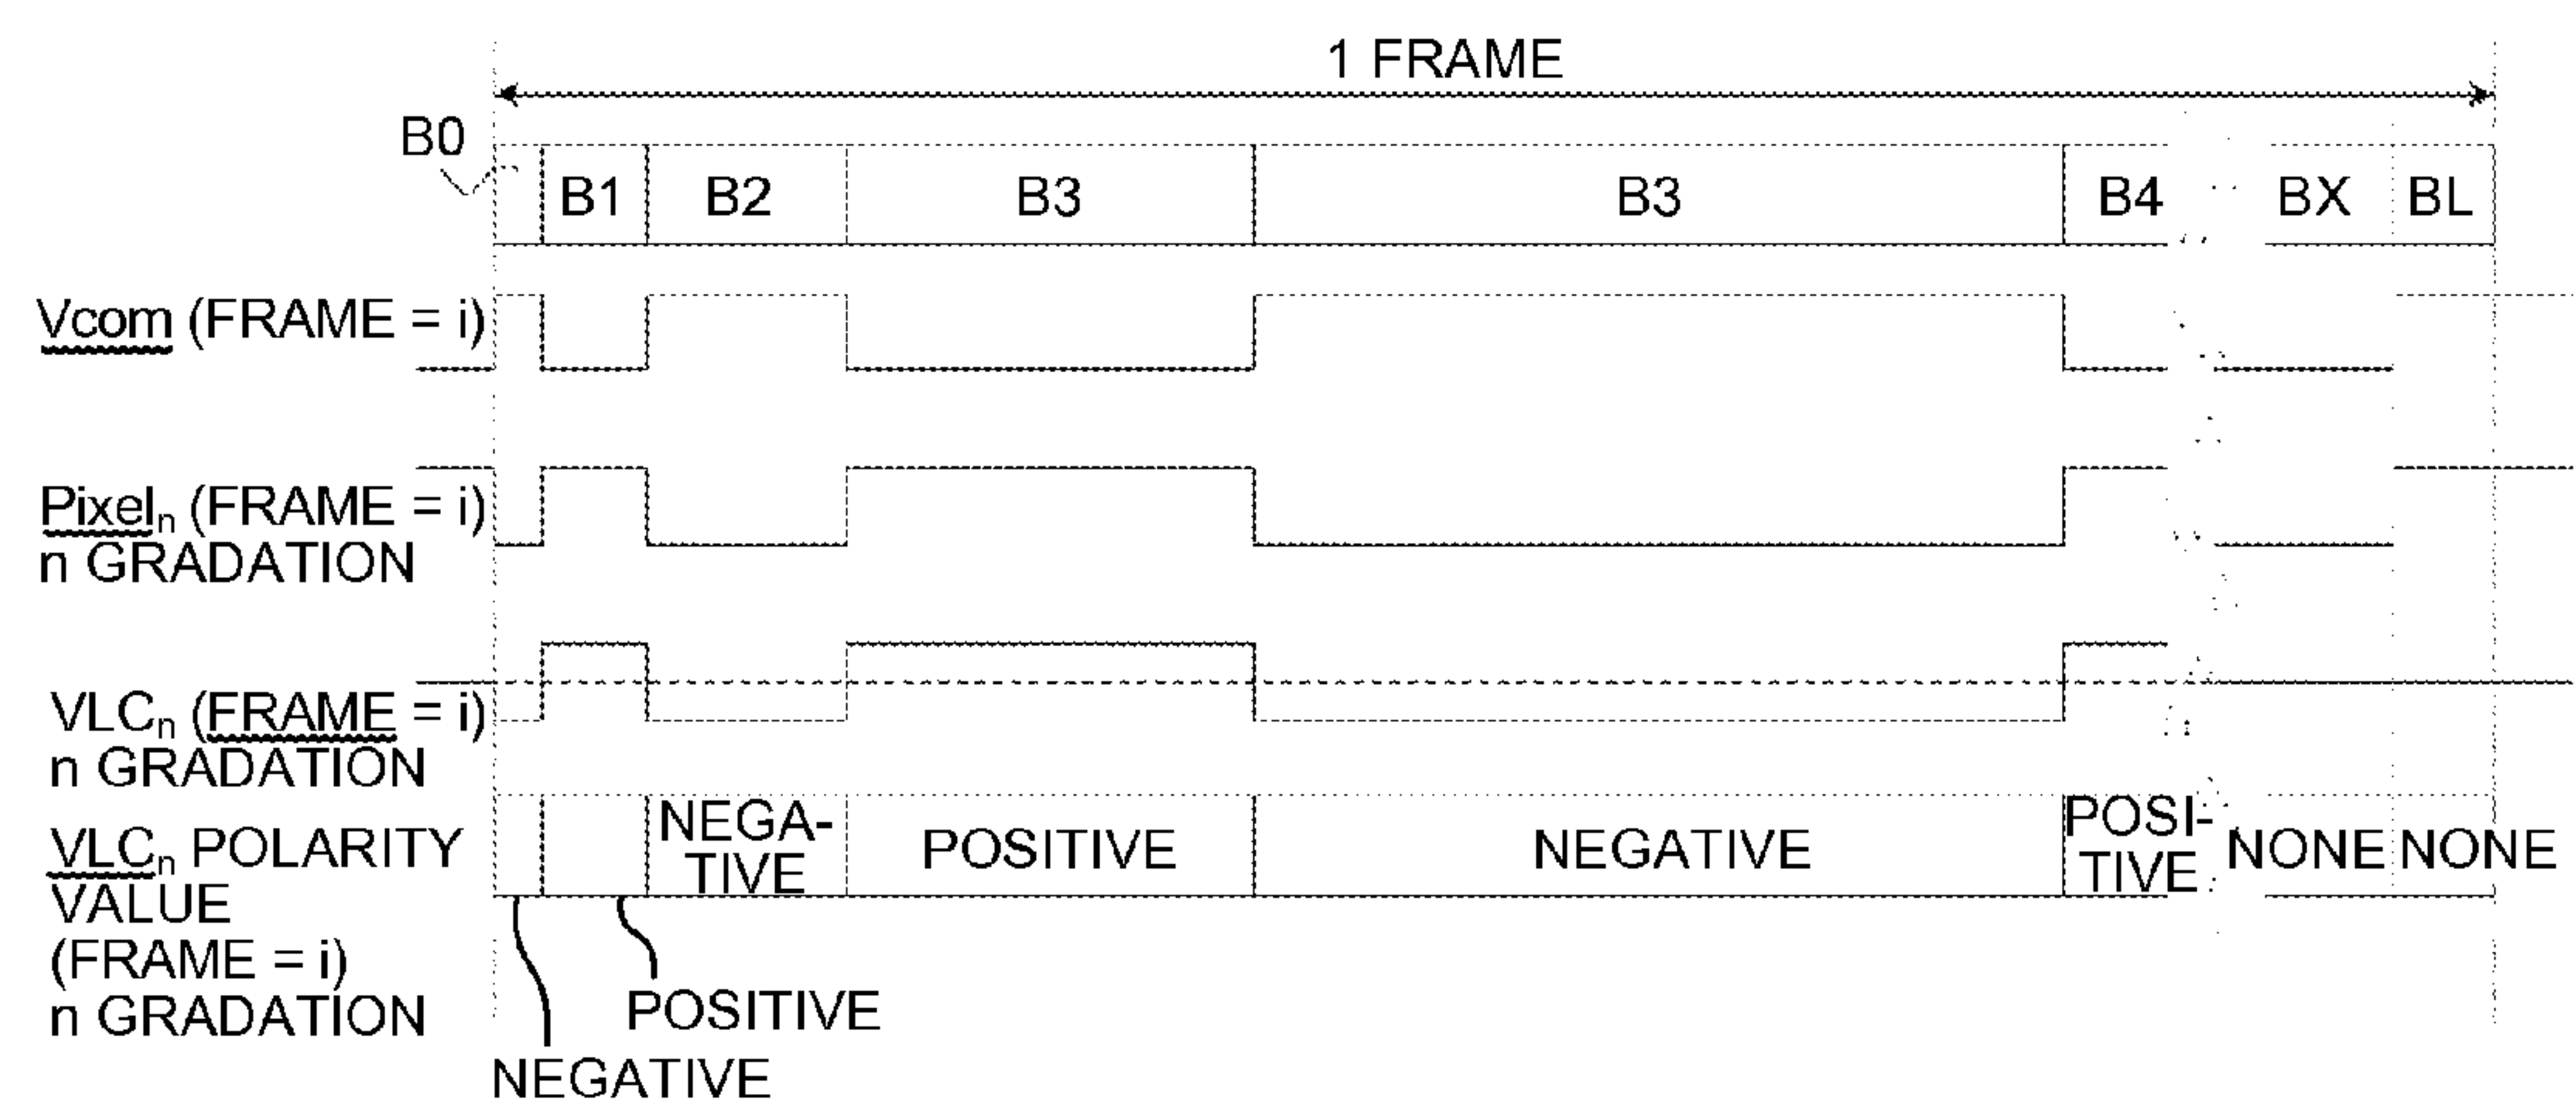 1 FRAME
B0
B1 B2 B3 B3 B4 BX BL
Vcom (FRAME = i)
Pixeln (FRAME = i)
n GRADATION
VLCn (FRAME = i)
n GRADATION
VLCn POLARITY
VALUE
(FRAME = i)
n GRADATION
NEGA-
TIVE
POSITIVE
NEGATIVE
POSI-
TIVE
NONE
NONE
POSITIVE
NEGATIVE